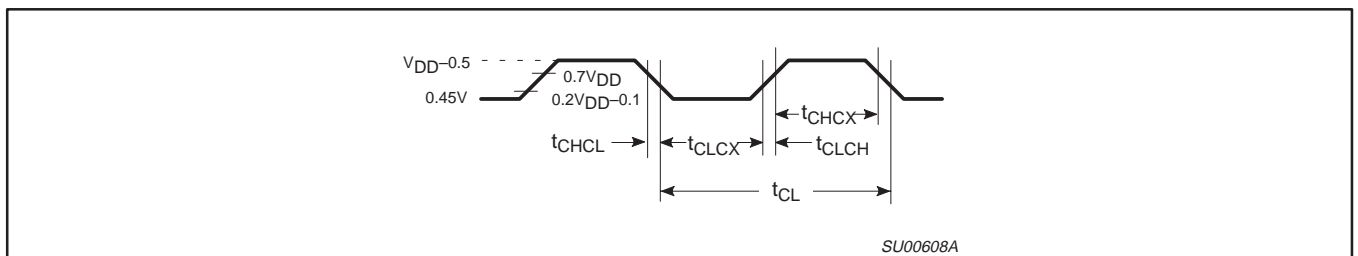 VDD–0.5
0.7VDD
0.45V
0.2VDD–0.1
tCHCX
tCHCL
tCLCX
tCLCH
tCL
SU00608A